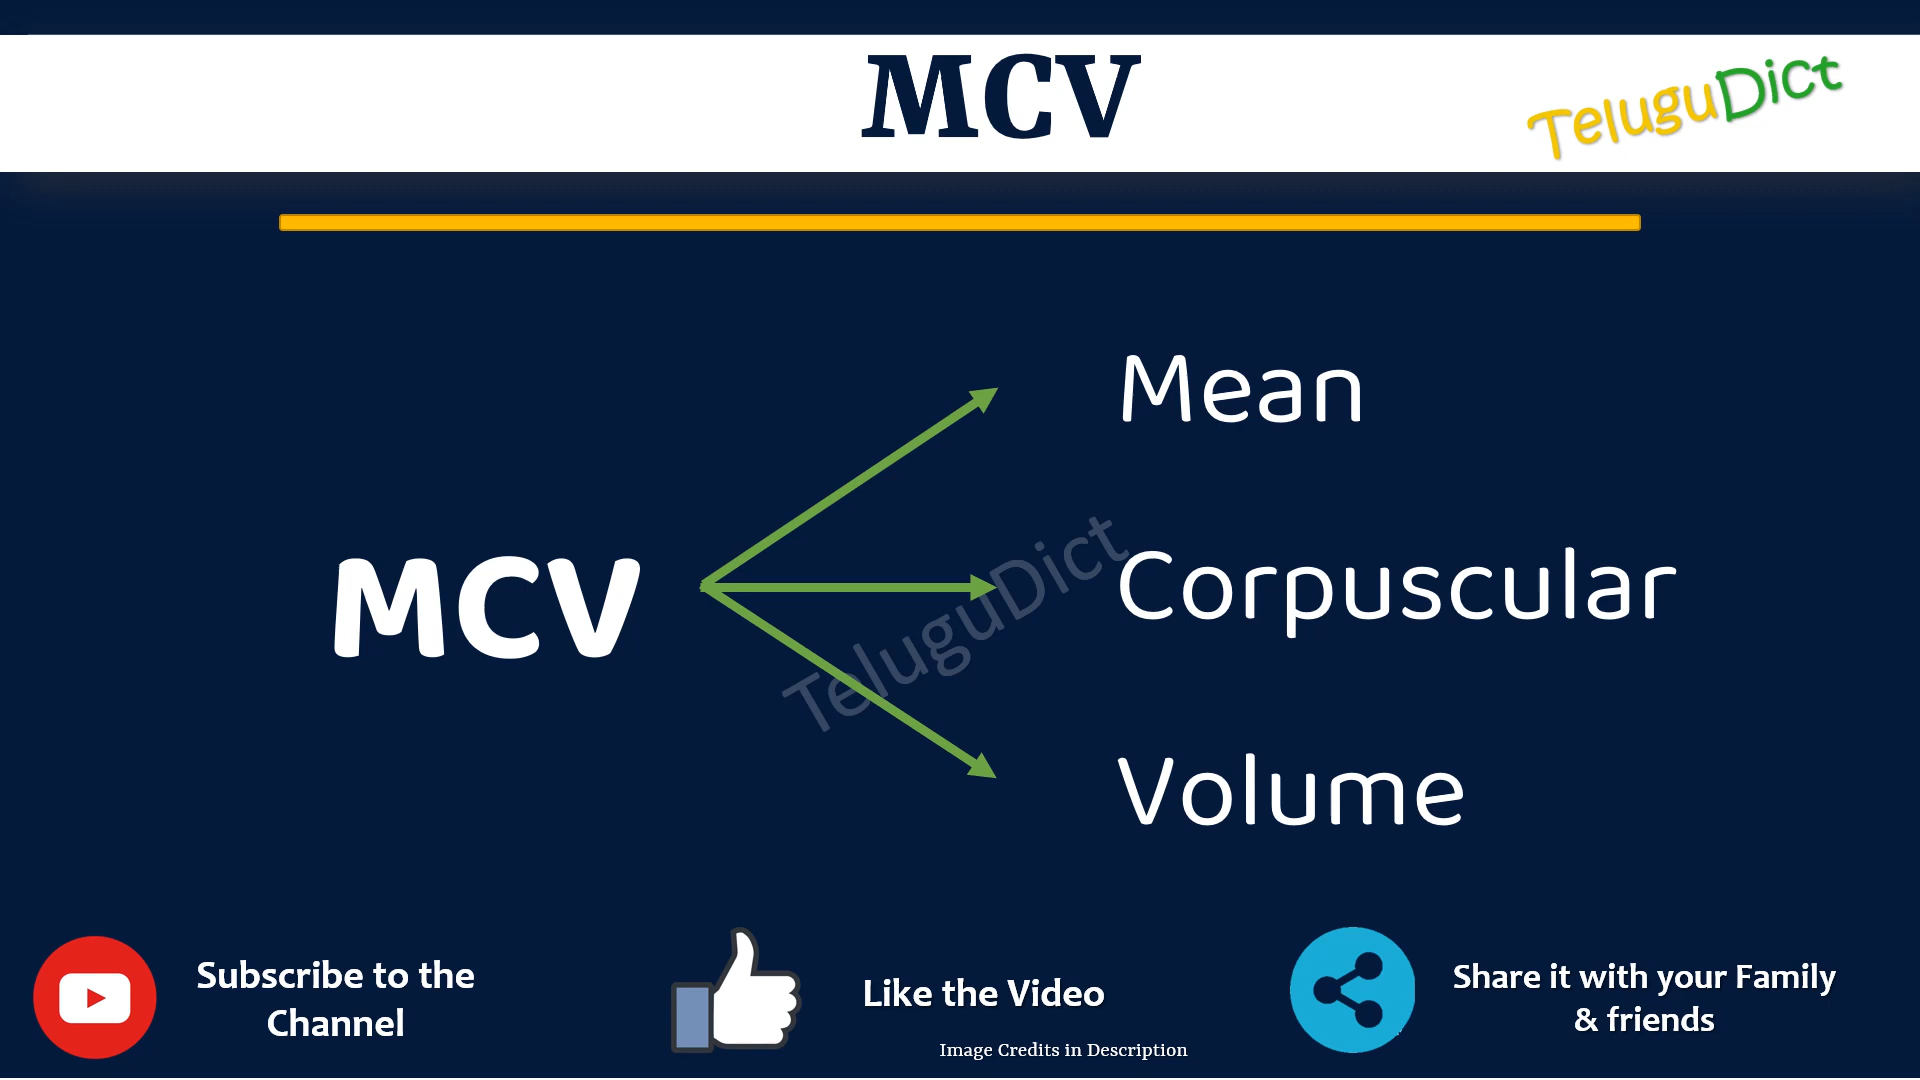 MCV
TeluguDict
Mean
MCV
Corpuscular
TeluguDict
Volume
Subscribe to the
Channel
Like the Video
Share it with your Family
& friends
Image Credits in Description